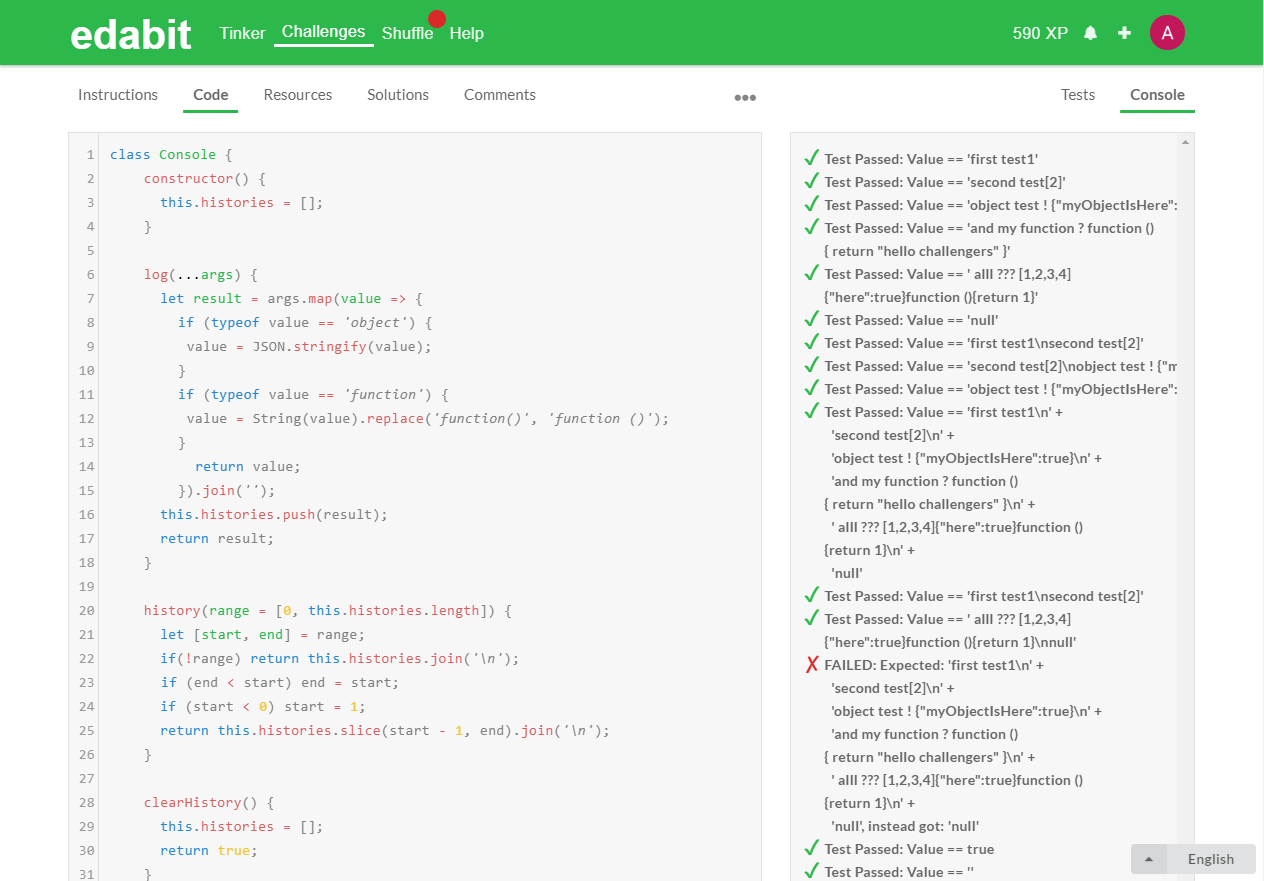 edabit Tinker Challenges Shuffle Help 590 XP A
Instructions Code Resources Solutions Comments ••• Tests Console
1 class Console {
2 constructor() {
3 this.histories = [];
4 }
5
6 log(...args) {
7 let result = args.map(value => {
8 if (typeof value == 'object') {
9 value = JSON.stringify(value);
10 }
11 if (typeof value == 'function') {
12 value = String(value).replace('function()', 'function ()');
13 }
14 return value;
15 }).join('');
16 this.histories.push(result);
17 return result;
18 }
19
20 history(range = [0, this.histories.length]) {
21 let [start, end] = range;
22 if(!range) return this.histories.join('\n');
23 if (end < start) end = start;
24 if (start < 0) start = 1;
25 return this.histories.slice(start - 1, end).join('\n');
26 }
27
28 clearHistory() {
29 this.histories = [];
30 return true;
31 }
Test Passed: Value == 'first test1'
Test Passed: Value == 'second test[2]'
Test Passed: Value == 'object test ! {"myObjectIsHere":
Test Passed: Value == 'and my function ? function ()
{ return "hello challengers" }'
Test Passed: Value == ' alll ??? [1,2,3,4]
{"here":true}function (){return 1}'
Test Passed: Value == 'null'
Test Passed: Value == 'first test1\nsecond test[2]'
Test Passed: Value == 'second test[2]\nobject test ! {"m
Test Passed: Value == 'object test ! {"myObjectIsHere":
Test Passed: Value == 'first test1\n' +
'second test[2]\n' +
'object test ! {"myObjectIsHere":true}\n' +
'and my function ? function ()
{ return "hello challengers" }\n' +
' alll ??? [1,2,3,4]{"here":true}function ()
{return 1}\n' +
'null'
Test Passed: Value == 'first test1\nsecond test[2]'
Test Passed: Value == ' alll ??? [1,2,3,4]
{"here":true}function (){return 1}\nnull'
FAILED: Expected: 'first test1\n' +
'second test[2]\n' +
'object test ! {"myObjectIsHere":true}\n' +
'and my function ? function ()
{ return "hello challengers" }\n' +
' alll ??? [1,2,3,4]{"here":true}function ()
{return 1}\n' +
'null', instead got: 'null'
Test Passed: Value == true
Test Passed: Value == ''
English